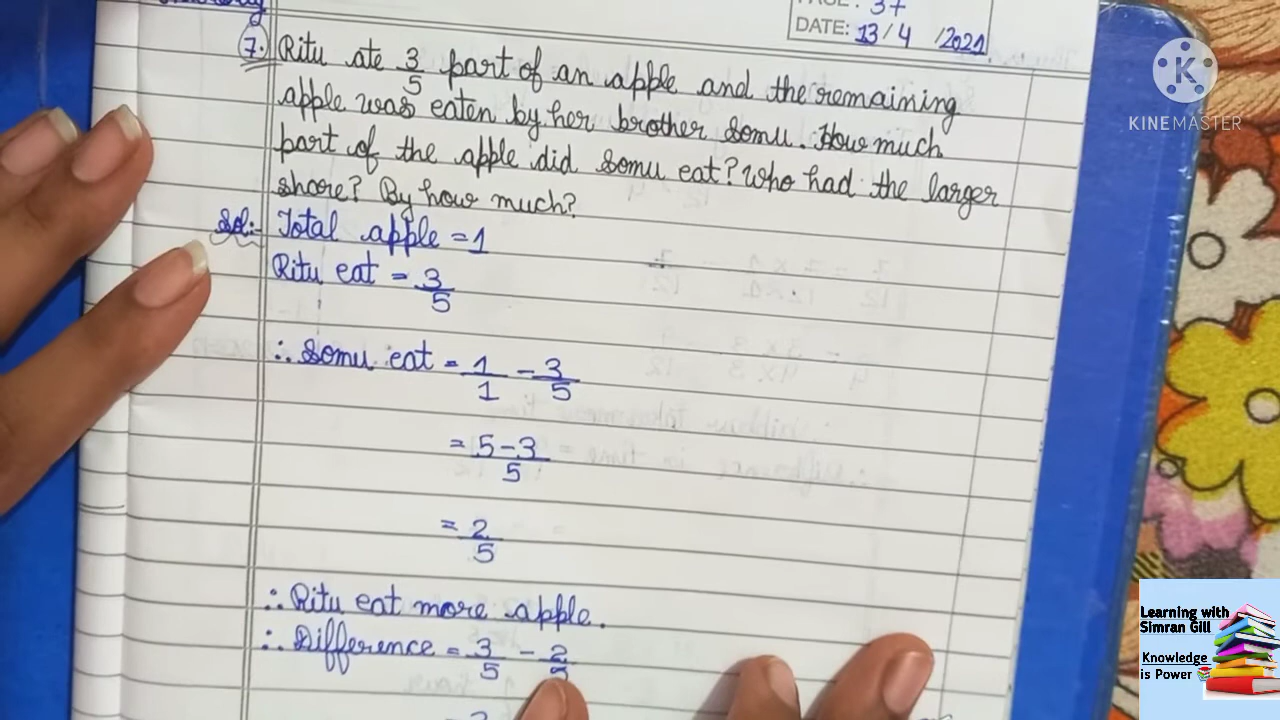 DATE: 13/4/2021
7. Ritu ate 3/5 part of an apple and the remaining
apple was eaten by her brother Somu. How much
part of the apple did Somu eat? Who had the larger
share? By how much?
Sol:- Total apple = 1
Ritu eat = 3/5
∴ Somu eat = 1/1 - 3/5
= 5-3/5
= 2/5
∴ Ritu eat more apple.
∴ Difference = 3/5 - 2/5
KINEMASTER
Learning with
Simran Gill
Knowledge
is Power